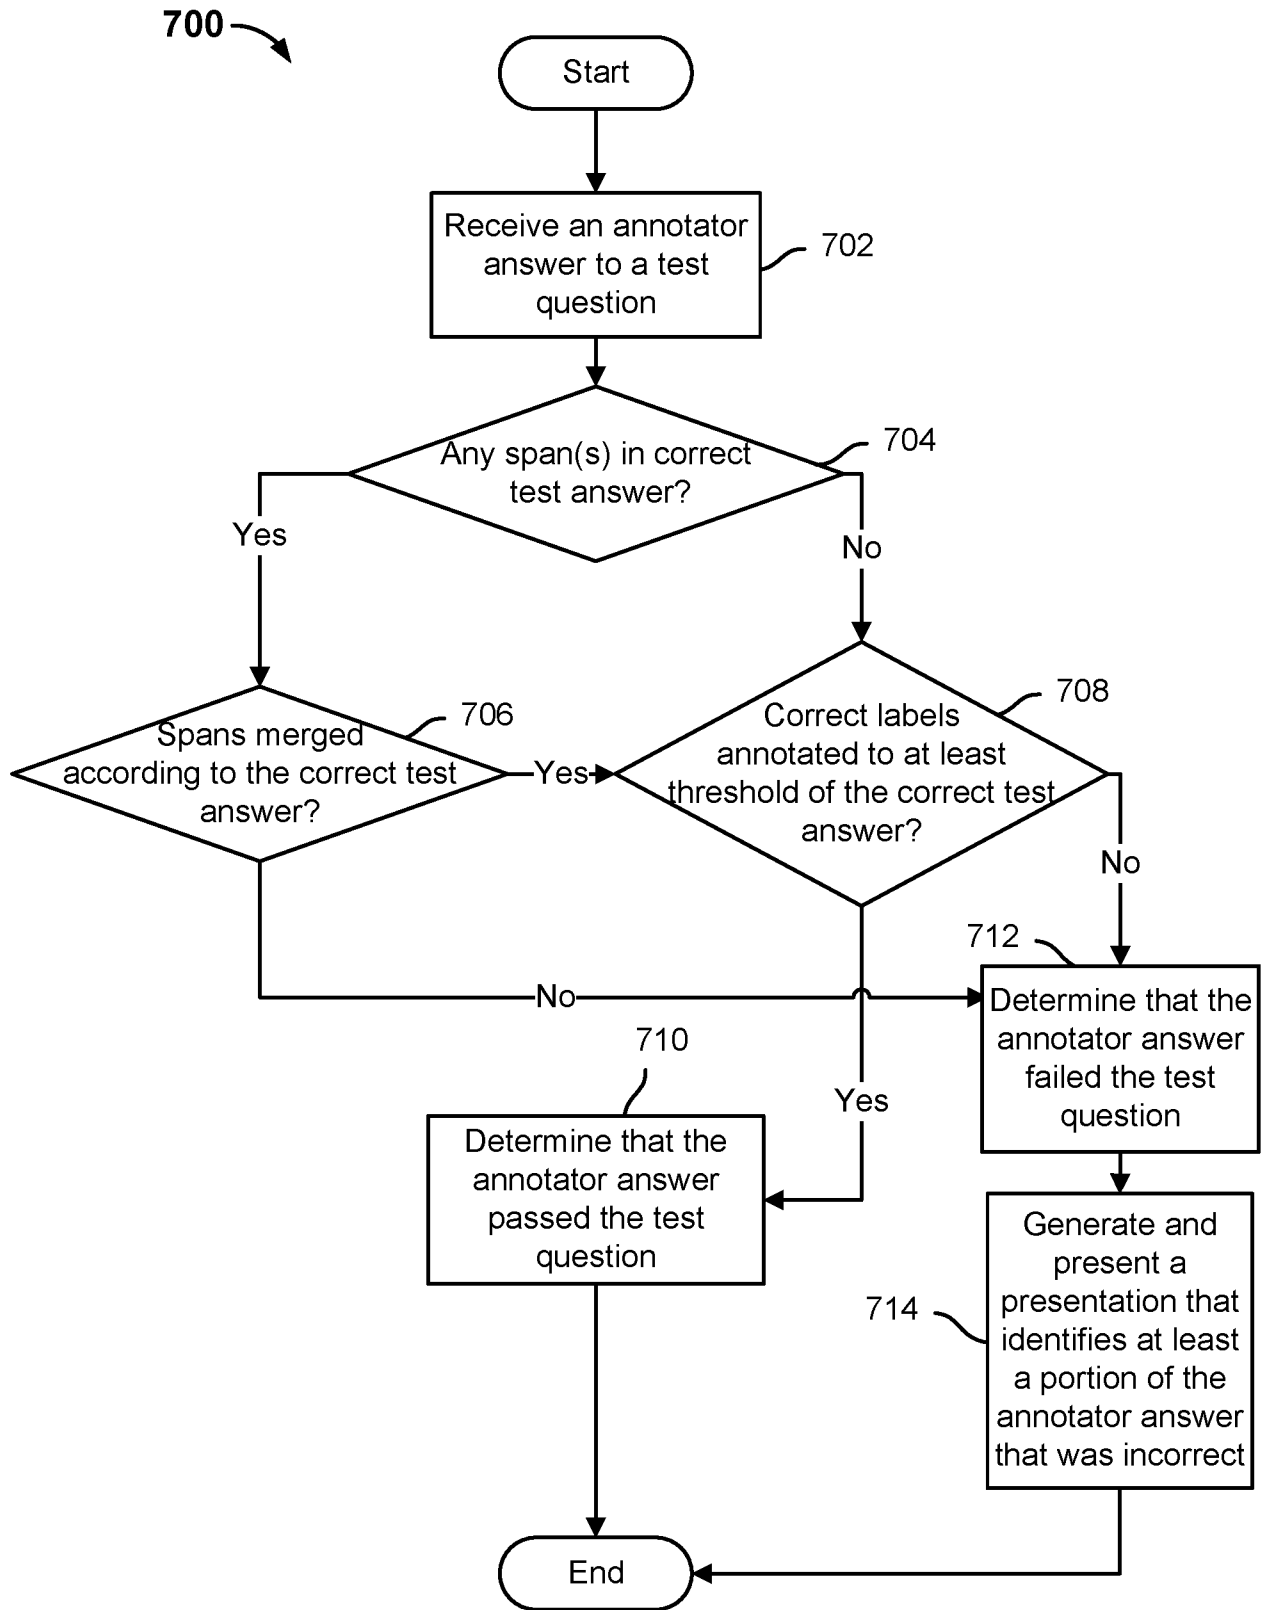 700
Start
Receive an annotator
answer to a test
question
702
Any span(s) in correct
test answer?
704
Yes
No
Spans merged
according to the correct test
answer?
706
Yes
Correct labels
annotated to at least
threshold of the correct test
answer?
708
No
No
712
Determine that the
annotator answer
failed the test
question
710
Yes
Determine that the
annotator answer
passed the test
question
Generate and
present a
presentation that
identifies at least
a portion of the
annotator answer
that was incorrect
714
End